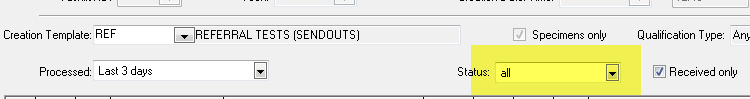 Creation Template: REF REFERRAL TESTS (SENDOUTS) Specimens only Qualification Type: Any
Processed: Last 3 days Status: all Received only